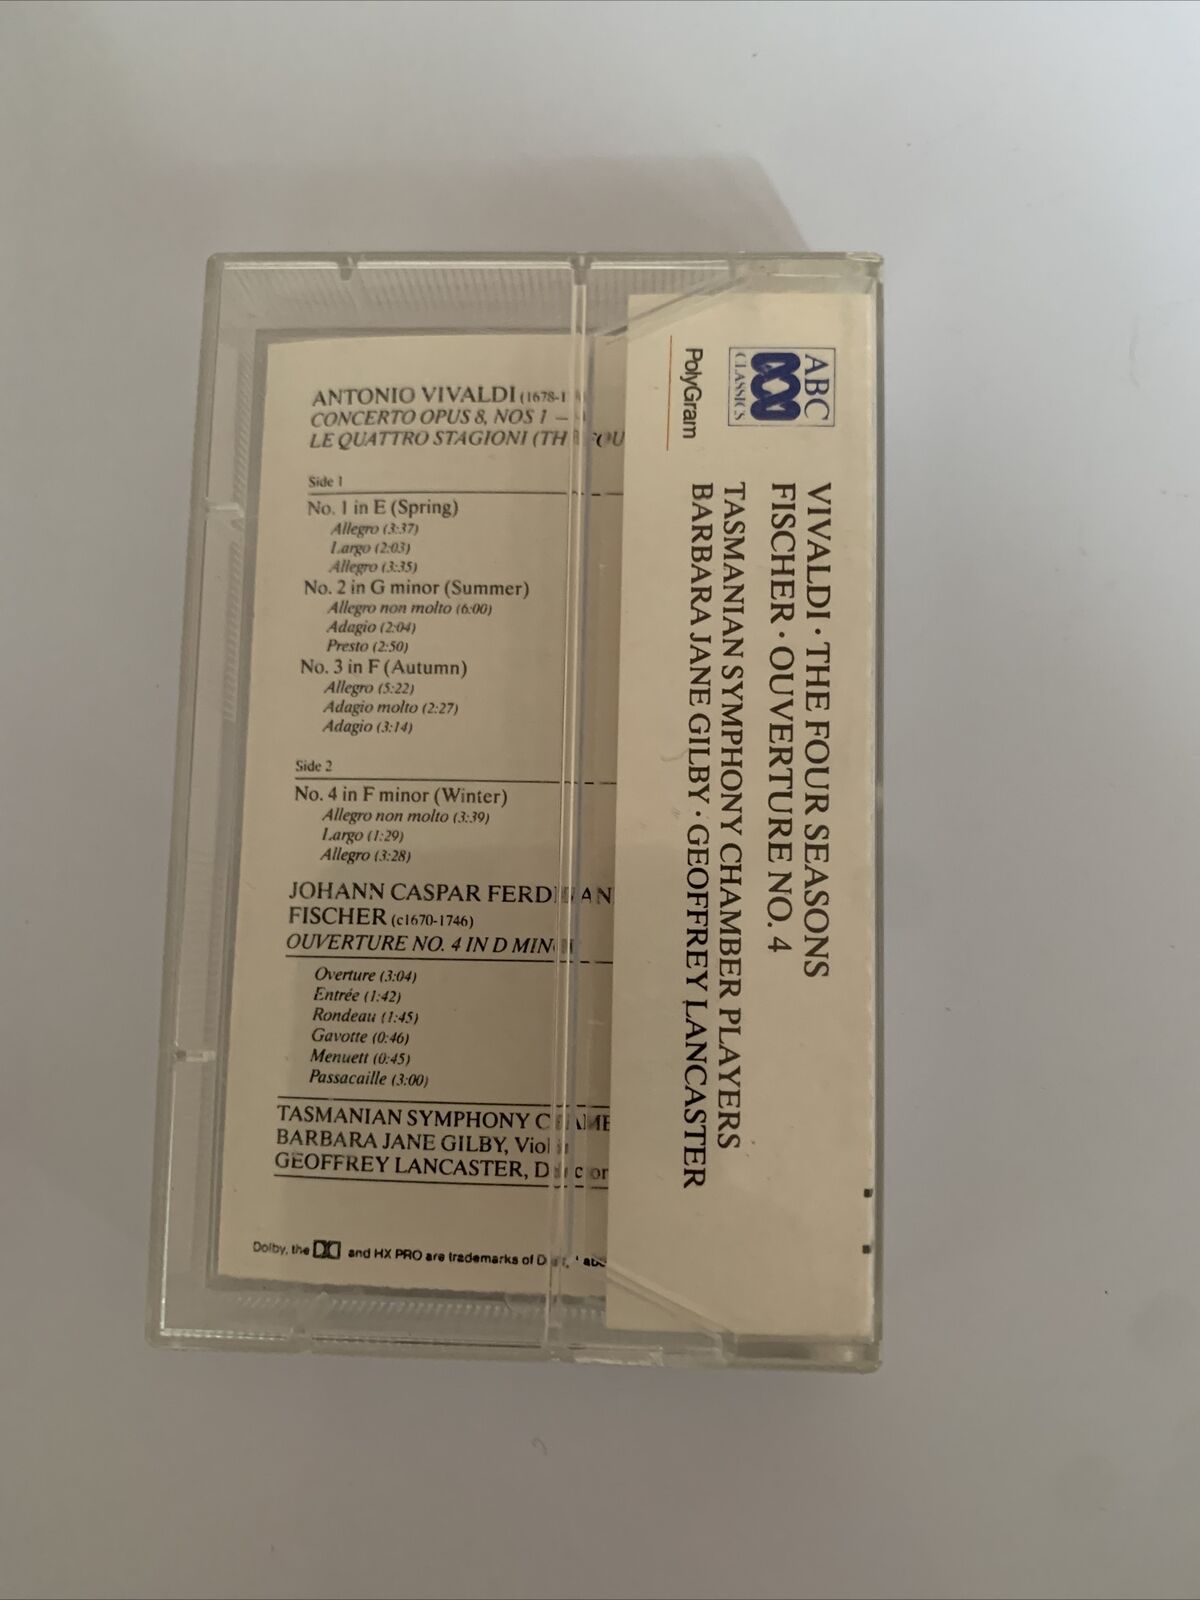 ANTONIO VIVALDI (1678-1
CONCERTO OPUS 8, NOS 1 –
LE QUATTRO STAGIONI (THE FOU
Side 1
No. 1 in E (Spring)
Allegro (3:37)
Largo (2:03)
Allegro (3:35)
No. 2 in G minor (Summer)
Allegro non molto (6:00)
Adagio (2:04)
Presto (2:50)
No. 3 in F (Autumn)
Allegro (5:22)
Adagio molto (2:27)
Adagio (3:14)
Side 2
No. 4 in F minor (Winter)
Allegro non molto (3:39)
Largo (1:29)
Allegro (3:28)
JOHANN CASPAR FERDINAN
FISCHER (c1670-1746)
OUVERTURE NO. 4 IN D MINO
Overture (3:04)
Entrée (1:42)
Rondeau (1:45)
Gavotte (0:46)
Menuett (0:45)
Passacaille (3:00)
TASMANIAN SYMPHONY CHAMBE
BARBARA JANE GILBY, Violin
GEOFFREY LANCASTER, Director
Dolby, the and HX PRO are trademarks of
ABC
CLASSICS
PolyGram
VIVALDI · THE FOUR SEASONS
FISCHER · OUVERTURE NO. 4
TASMANIAN SYMPHONY CHAMBER PLAYERS
BARBARA JANE GILBY · GEOFFREY LANCASTER